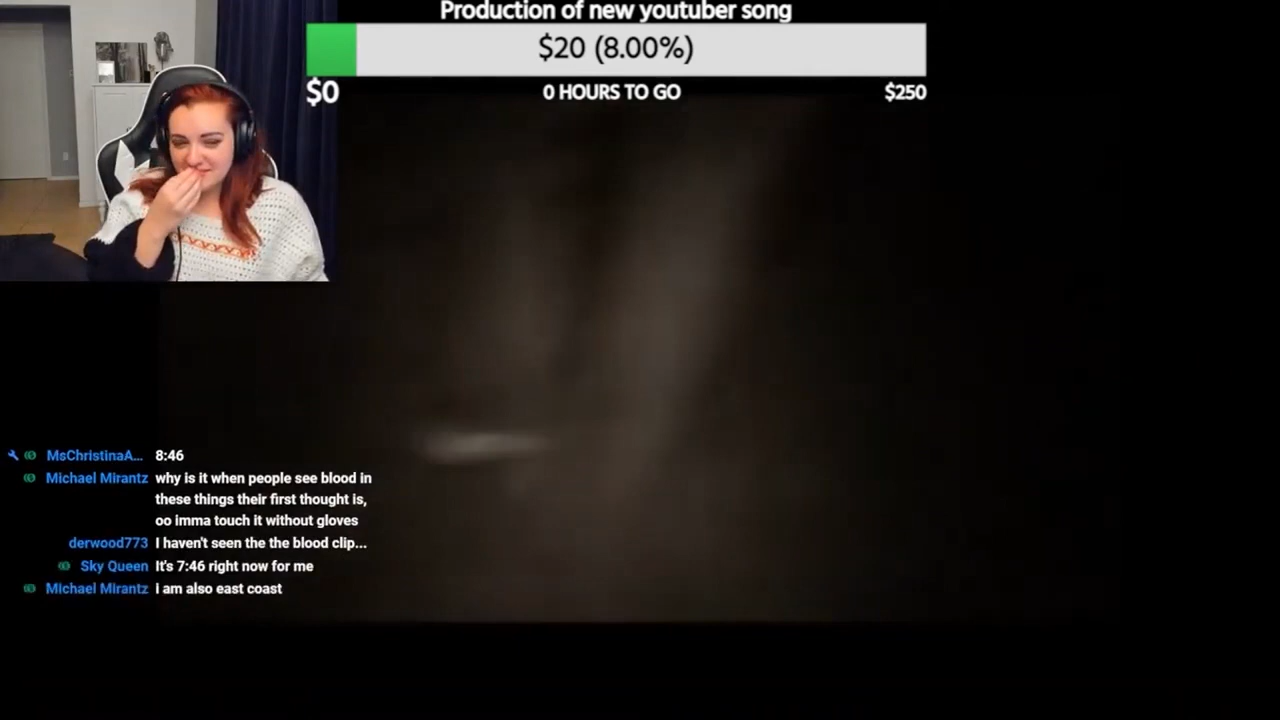 Production of new youtuber song
$20 (8.00%)
$0 0 HOURS TO GO $250
MsChristinaA... 8:46
Michael Mirantz why is it when people see blood in
these things their first thought is,
oo imma touch it without gloves
derwood773 I haven't seen the the blood clip...
Sky Queen It's 7:46 right now for me
Michael Mirantz i am also east coast